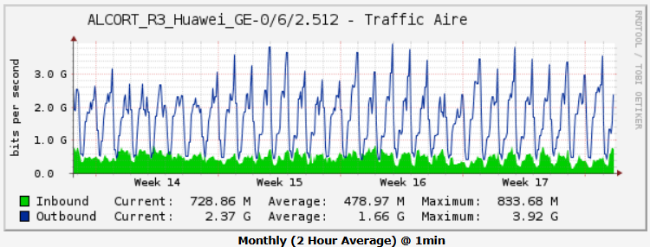 ALCORT_R3_Huawei_GE-0/6/2.512 - Traffic Aire
RRDTOOL / TOBI OETIKER
bits per second
3.0 G
2.0 G
1.0 G
0.0
Week 14 Week 15 Week 16 Week 17
Inbound Current: 728.86 M Average: 478.97 M Maximum: 833.68 M
Outbound Current: 2.37 G Average: 1.66 G Maximum: 3.92 G
Monthly (2 Hour Average) @ 1min